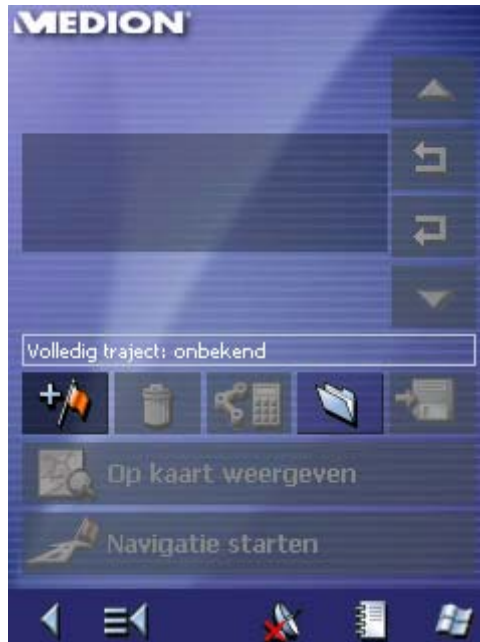 MEDION
Volledig traject: onbekend
Op kaart weergeven
Navigatie starten